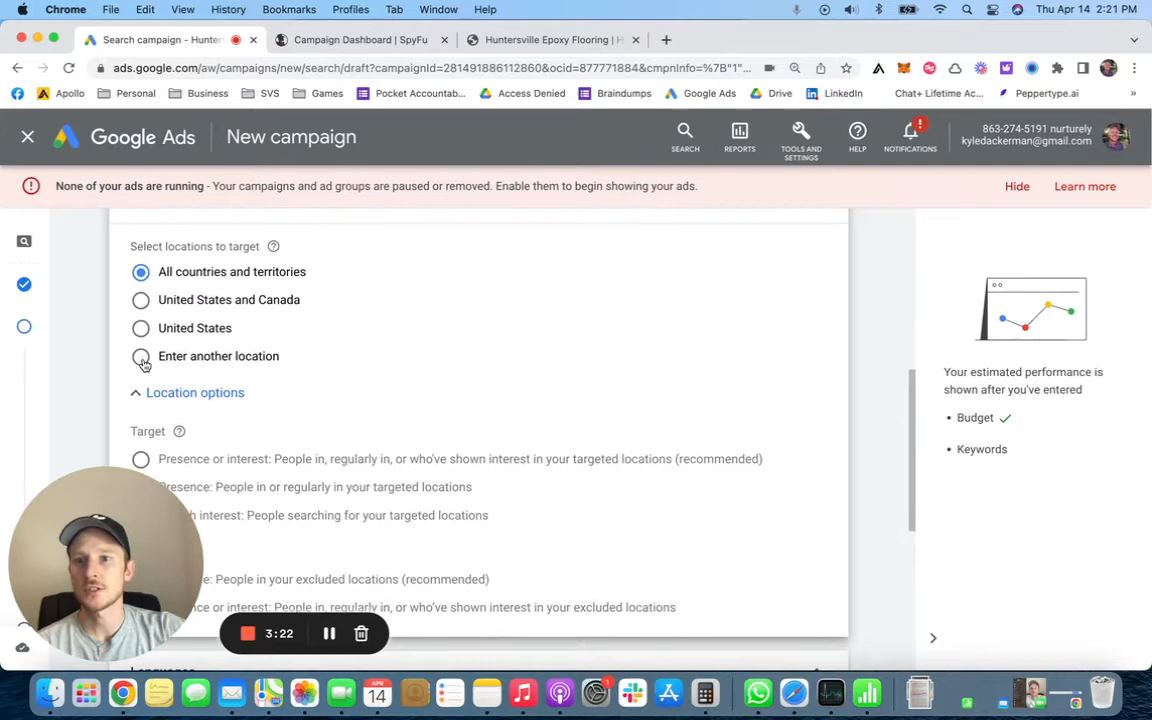 Chrome File Edit View History Bookmarks Profiles Tab Window Help Thu Apr 14 2:21 PM
Search campaign - Hunter Campaign Dashboard | SpyFu Huntersville Epoxy Flooring | H
ads.google.com/aw/campaigns/new/search/draft?campaignId=281491886112860&ocid=877771884&cmpnInfo=%7B"1"...
Apollo Personal Business SVS Games Pocket Accountab... Access Denied Braindumps Google Ads Drive LinkedIn Chat+ Lifetime Ac... Peppertype.ai »
Google Ads New campaign
SEARCH REPORTS TOOLS AND SETTINGS HELP NOTIFICATIONS
863-274-5191 nurturely
kyledackerman@gmail.com
None of your ads are running - Your campaigns and ad groups are paused or removed. Enable them to begin showing your ads. Hide Learn more
Select locations to target
All countries and territories
United States and Canada
United States
Enter another location
Location options
Target
Presence or interest: People in, regularly in, or who've shown interest in your targeted locations (recommended)
Presence: People in or regularly in your targeted locations
interest: People searching for your targeted locations
People in your excluded locations (recommended)
or interest: People in, regularly in, or who've shown interest in your excluded locations
Your estimated performance is
shown after you've entered
• Budget
• Keywords
3:22
APR
14
1